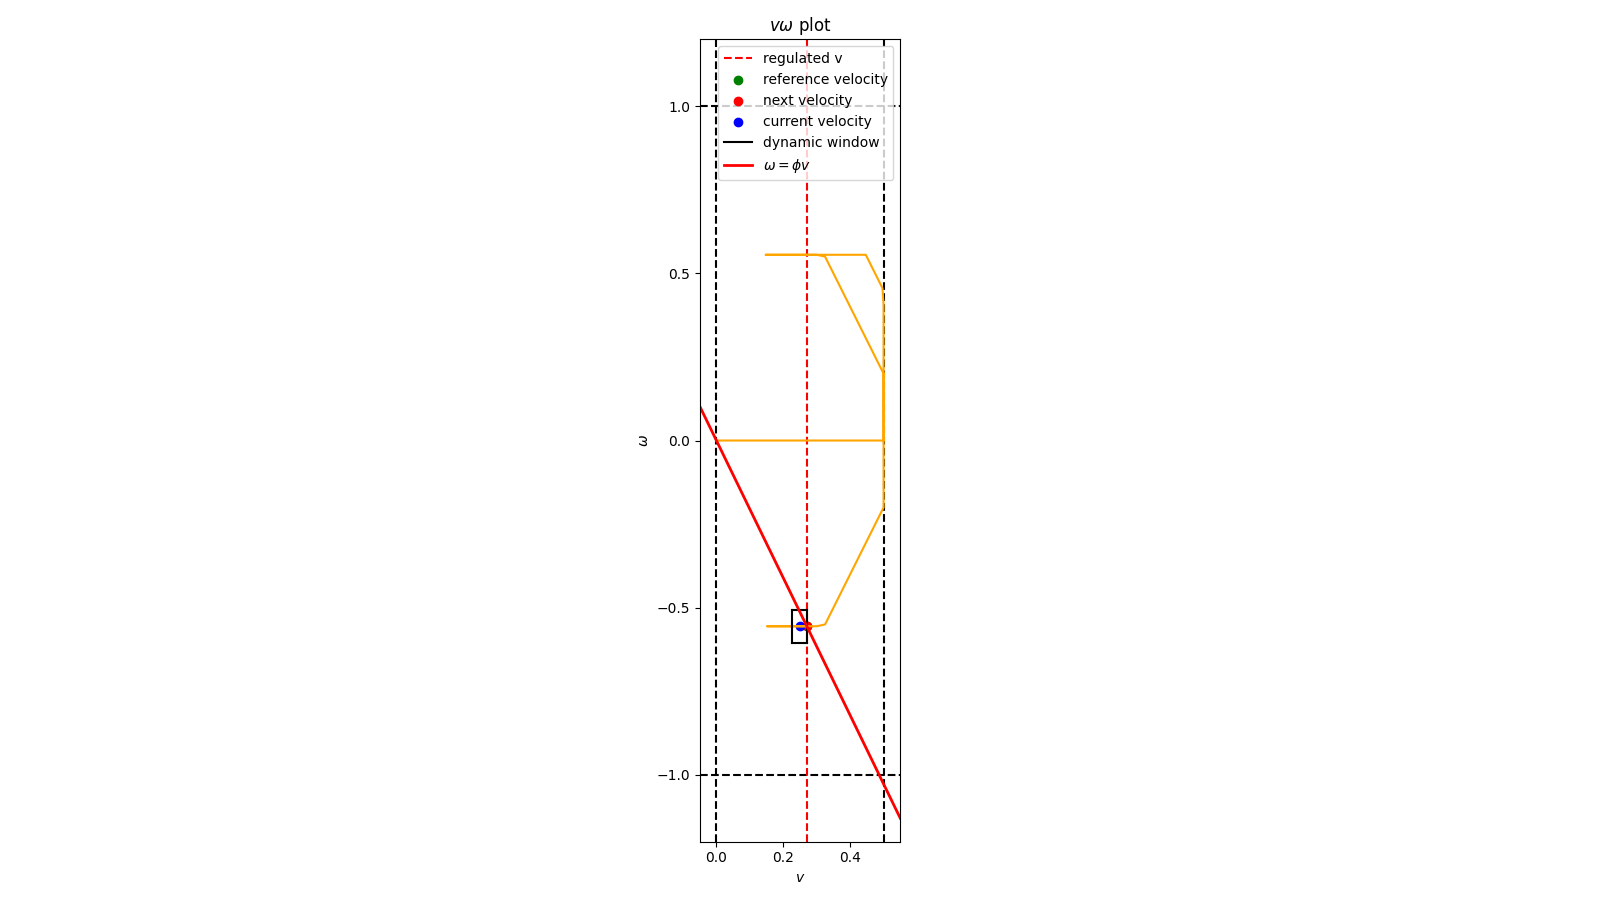 vω plot
regulated v
reference velocity
next velocity
current velocity
dynamic window
ω = ϕv
1.0
0.5
0.0
−0.5
−1.0
ω
0.0 0.2 0.4
v